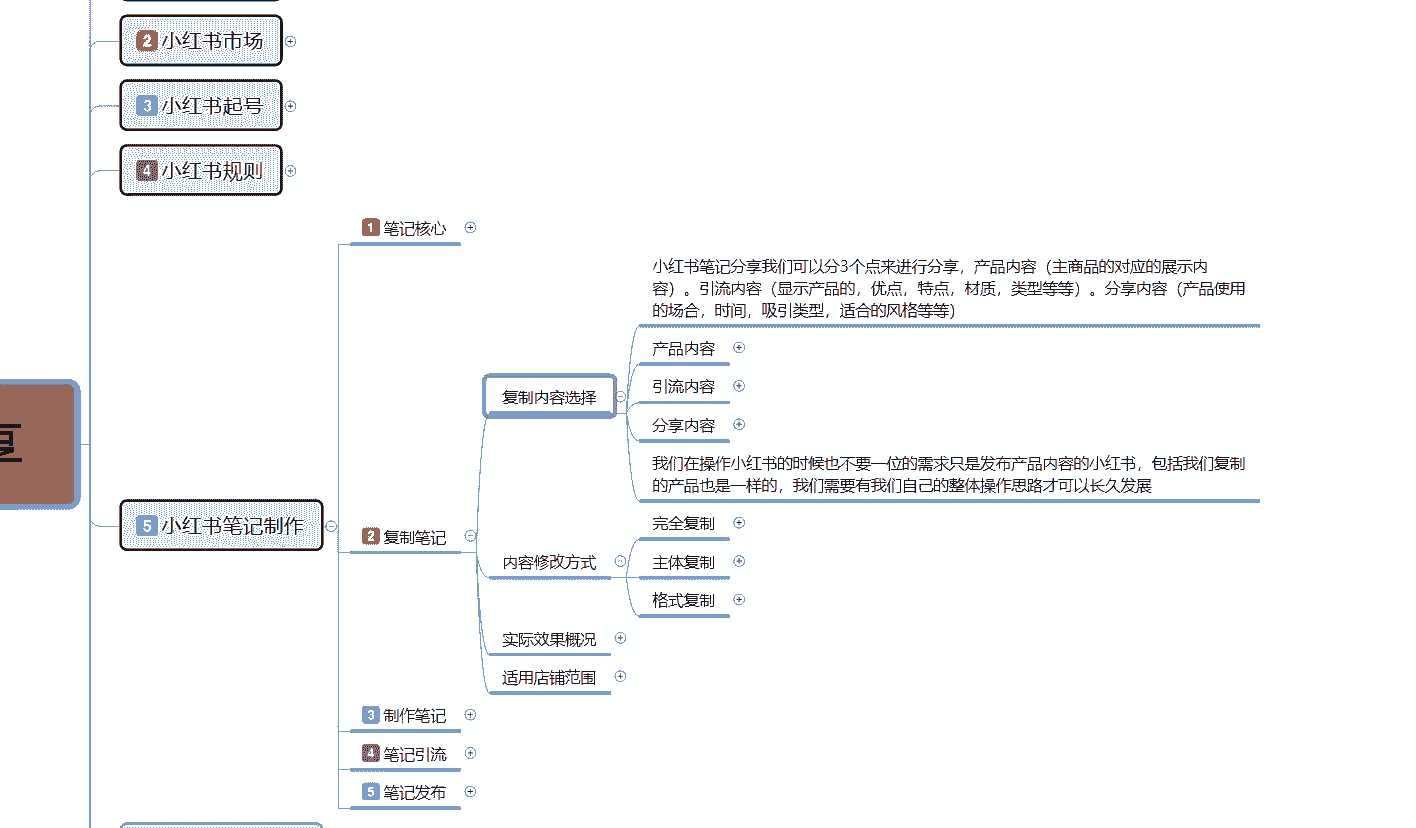 2 小红书市场
3 小红书起号
4 小红书规则
1 笔记核心
小红书笔记分享我们可以分3个点来进行分享，产品内容（主商品的对应的展示内
容）。引流内容（显示产品的，优点，特点，材质，类型等等）。分享内容（产品使用
的场合，时间，吸引类型，适合的风格等等）
产品内容
复制内容选择
引流内容
分享内容
我们在操作小红书的时候也不要一位的需求只是发布产品内容的小红书，包括我们复制
的产品也是一样的，我们需要有我们自己的整体操作思路才可以长久发展
5 小红书笔记制作
2 复制笔记
完全复制
内容修改方式
主体复制
格式复制
实际效果概况
适用店铺范围
3 制作笔记
4 笔记引流
5 笔记发布